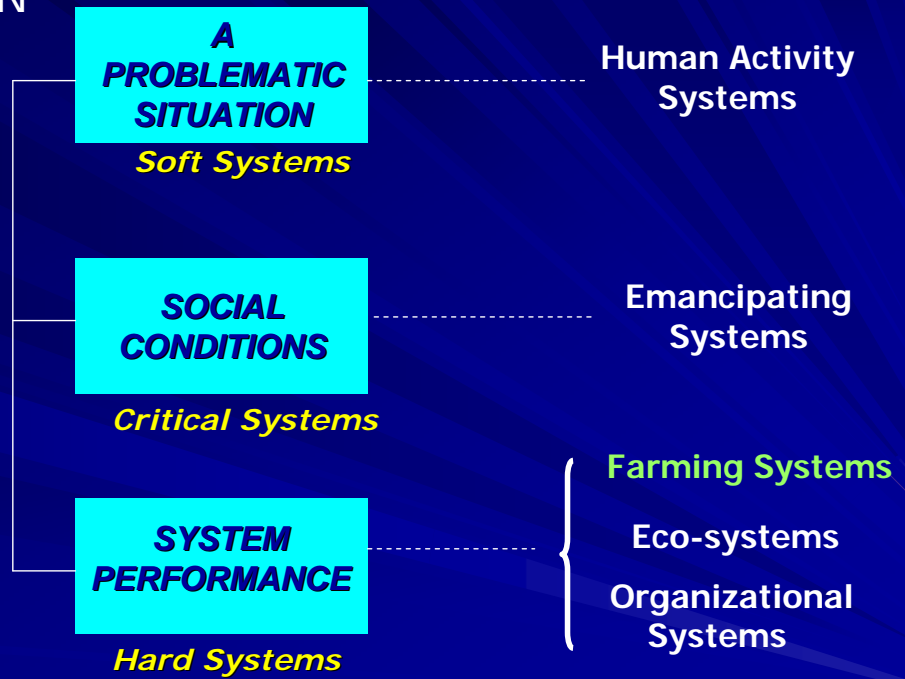 N
A
PROBLEMATIC
SITUATION
Soft Systems
Human Activity
Systems
SOCIAL
CONDITIONS
Critical Systems
Emancipating
Systems
SYSTEM
PERFORMANCE
Hard Systems
Farming Systems
Eco-systems
Organizational
Systems